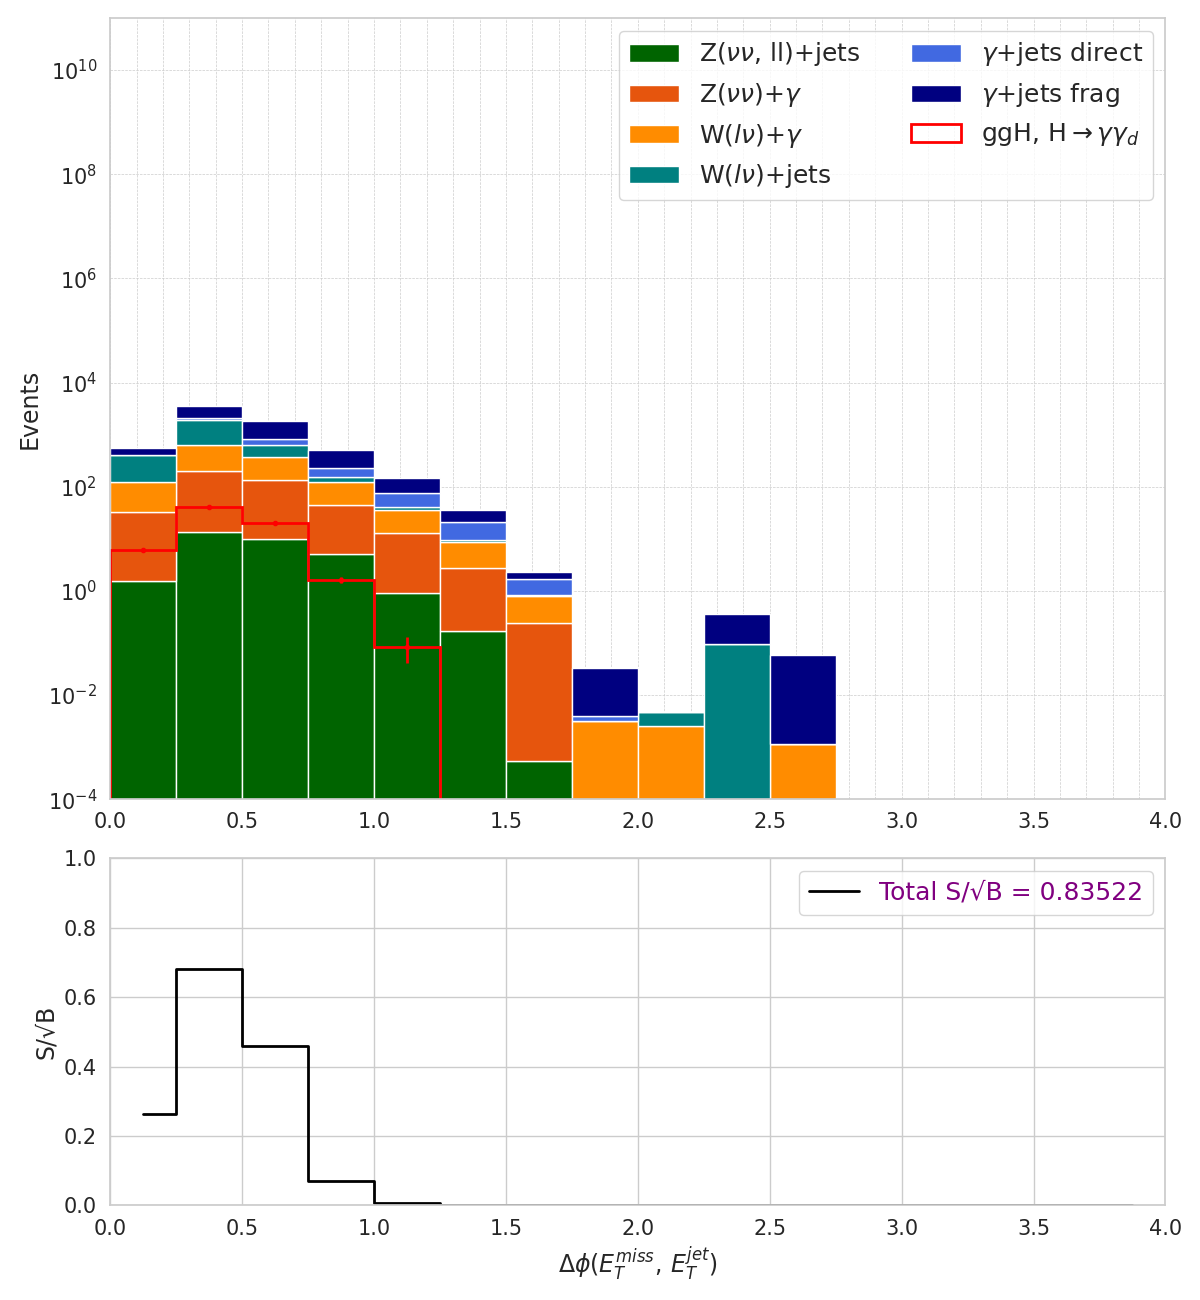 Z(νν, ll)+jets
Z(νν)+γ
W(lν)+γ
W(lν)+jets
γ+jets direct
γ+jets frag
ggH, H→γγ_d
Events
10^10
10^8
10^6
10^4
10^2
10^0
10^−2
10^−4
0.0 0.5 1.0 1.5 2.0 2.5 3.0 3.5 4.0
Total S/√B = 0.83522
S/√B
1.0
0.8
0.6
0.4
0.2
0.0
0.0 0.5 1.0 1.5 2.0 2.5 3.0 3.5 4.0
Δϕ(E_T^miss, E_T^jet)